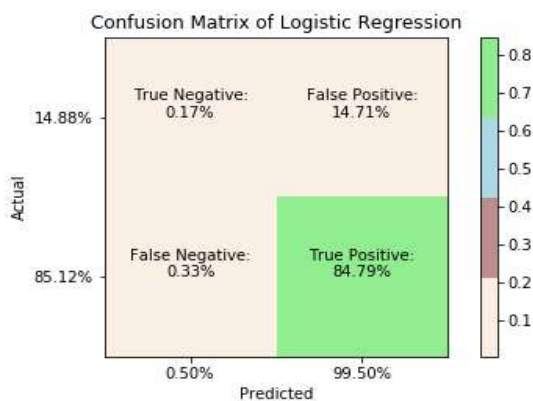 Confusion Matrix of Logistic Regression
True Negative:
0.17%
False Positive:
14.71%
14.88%
Actual
False Negative:
0.33%
True Positive:
84.79%
85.12%
0.50%
99.50%
Predicted
0.8
0.7
0.6
0.5
0.4
0.3
0.2
0.1